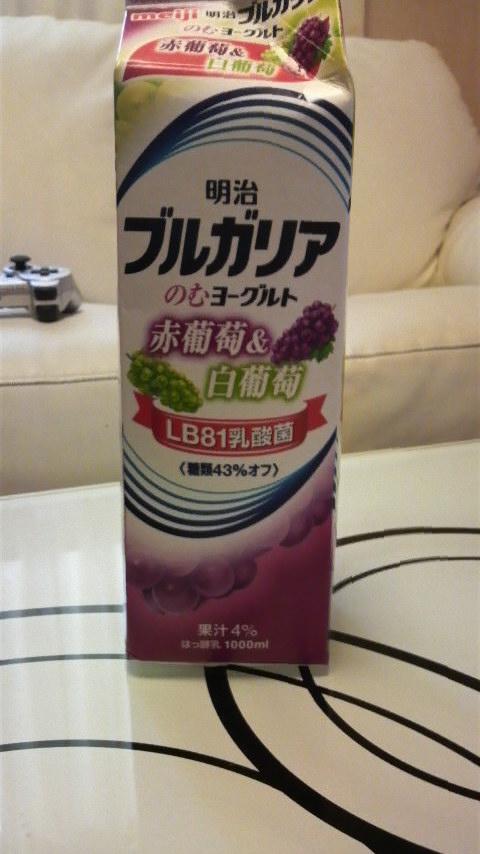 meiji 明治 ブルガリア
のむヨーグルト
赤葡萄&
白葡萄
明治
ブルガリア
のむヨーグルト
赤葡萄&
白葡萄
LB81乳酸菌
〈糖類43%オフ〉
果汁4%
はっ酵乳 1000ml